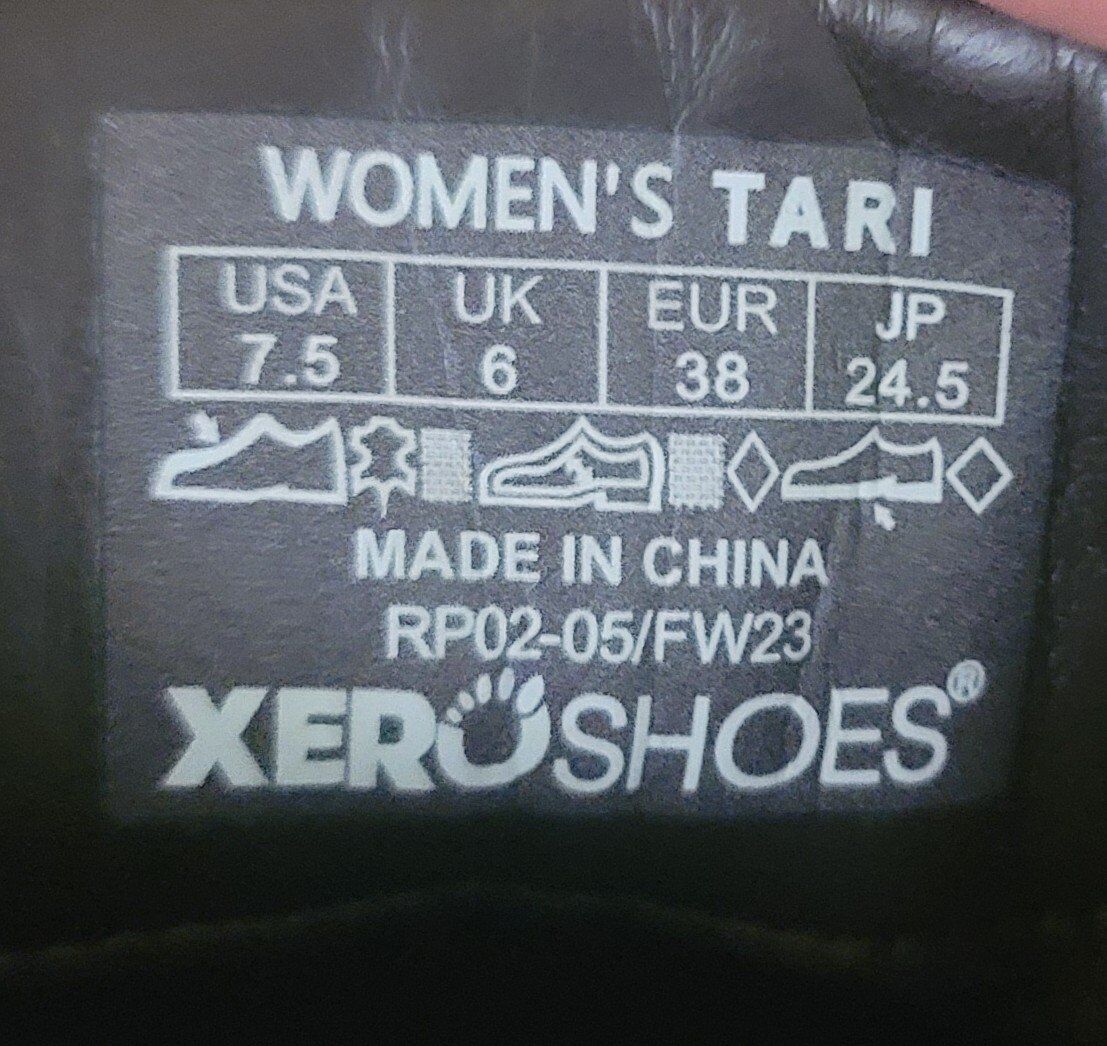 WOMEN'S TARI
USA UK EUR JP
7.5 6 38 24.5
MADE IN CHINA
RP02-05/FW23
XEROSHOES®